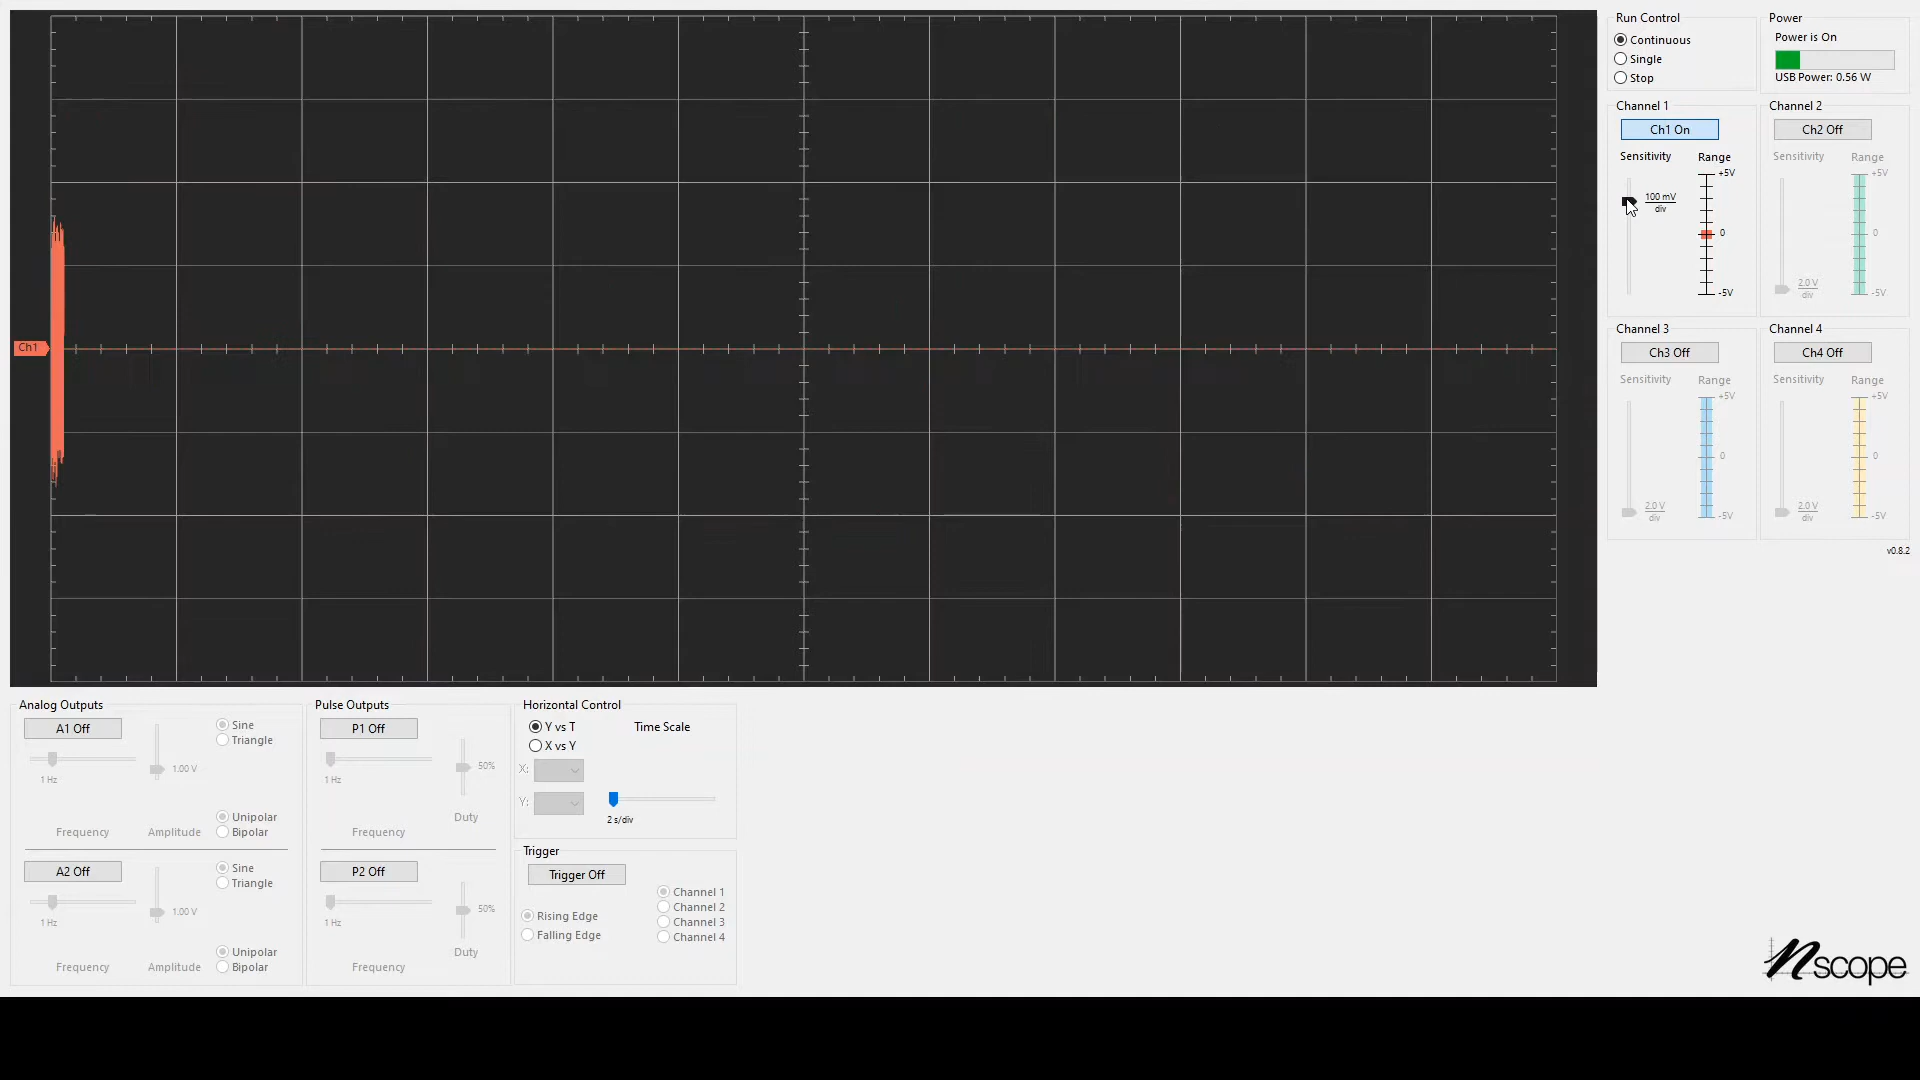 Run Control
Continuous
Single
Stop
Power
Power is On
USB Power: 0.56 W
Channel 1
Ch1 On
Sensitivity
Range
+5V
100 mV
div
0
-5V
Channel 2
Ch2 Off
Sensitivity
Range
+5V
0
2.0 V
div
-5V
Ch1
Channel 3
Ch3 Off
Sensitivity
Range
+5V
0
2.0 V
div
-5V
Channel 4
Ch4 Off
Sensitivity
Range
+5V
0
2.0 V
div
-5V
v0.8.2
Analog Outputs
A1 Off
Sine
Triangle
1.00 V
1 Hz
Unipolar
Bipolar
Frequency
Amplitude
A2 Off
Sine
Triangle
1.00 V
1 Hz
Unipolar
Bipolar
Frequency
Amplitude
Pulse Outputs
P1 Off
50%
1 Hz
Duty
Frequency
P2 Off
50%
1 Hz
Duty
Frequency
Horizontal Control
Y vs T
X vs Y
Time Scale
X:
Y:
2 s/div
Trigger
Trigger Off
Rising Edge
Falling Edge
Channel 1
Channel 2
Channel 3
Channel 4
nscope